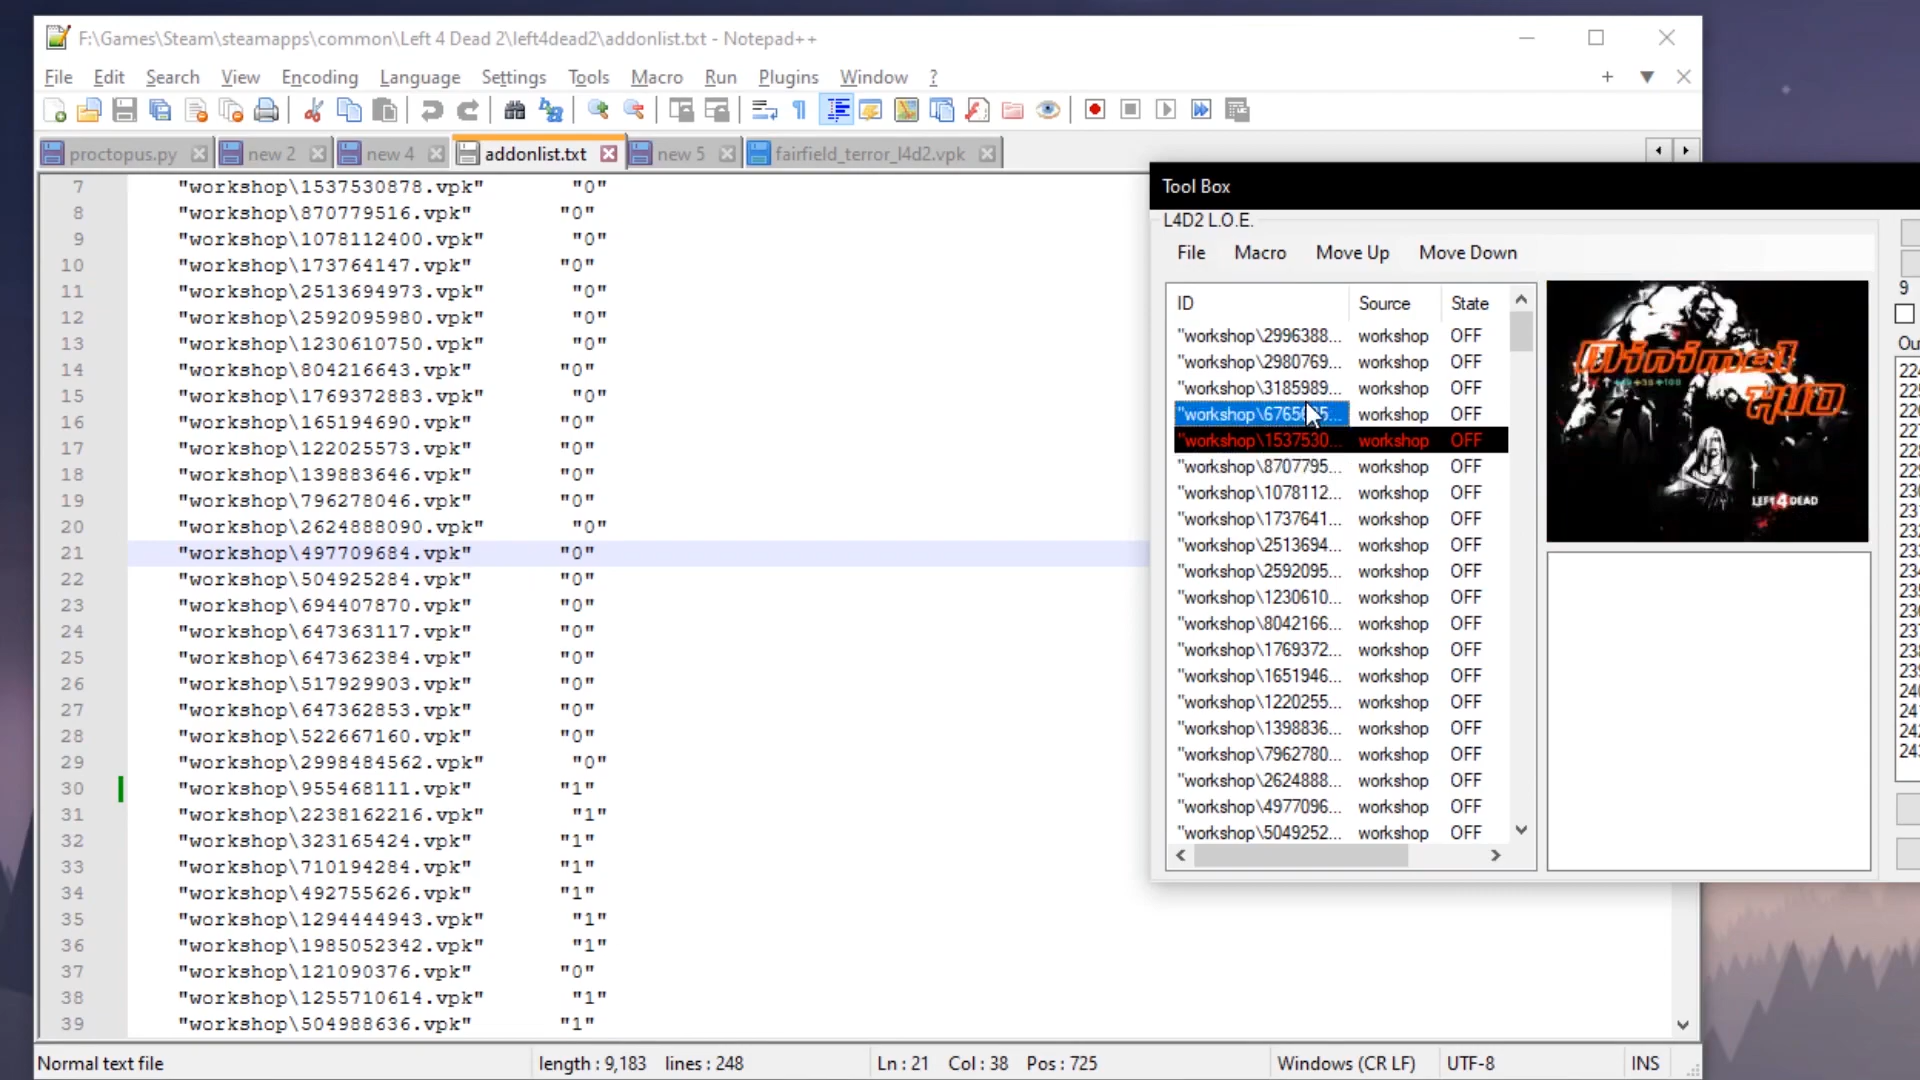 F:\Games\Steam\steamapps\common\Left 4 Dead 2\left4dead2\addonlist.txt - Notepad++
File Edit Search View Encoding Language Settings Tools Macro Run Plugins Window ?
proctopus.py new 2 new 4 addonlist.txt new 5 fairfield_terror_l4d2.vpk
7 "workshop\1537530878.vpk" "0"
8 "workshop\870779516.vpk" "0"
9 "workshop\1078112400.vpk" "0"
10 "workshop\173764147.vpk" "0"
11 "workshop\2513694973.vpk" "0"
12 "workshop\2592095980.vpk" "0"
13 "workshop\1230610750.vpk" "0"
14 "workshop\804216643.vpk" "0"
15 "workshop\1769372883.vpk" "0"
16 "workshop\165194690.vpk" "0"
17 "workshop\122025573.vpk" "0"
18 "workshop\139883646.vpk" "0"
19 "workshop\796278046.vpk" "0"
20 "workshop\2624888090.vpk" "0"
21 "workshop\497709684.vpk" "0"
22 "workshop\504925284.vpk" "0"
23 "workshop\694407870.vpk" "0"
24 "workshop\647363117.vpk" "0"
25 "workshop\647362384.vpk" "0"
26 "workshop\517929903.vpk" "0"
27 "workshop\647362853.vpk" "0"
28 "workshop\522667160.vpk" "0"
29 "workshop\2998484562.vpk" "0"
30 "workshop\955468111.vpk" "1"
31 "workshop\2238162216.vpk" "1"
32 "workshop\323165424.vpk" "1"
33 "workshop\710194284.vpk" "1"
34 "workshop\492755626.vpk" "1"
35 "workshop\1294444943.vpk" "1"
36 "workshop\1985052342.vpk" "1"
37 "workshop\121090376.vpk" "0"
38 "workshop\1255710614.vpk" "1"
39 "workshop\504988636.vpk" "1"
Normal text file length : 9,183 lines : 248 Ln : 21 Col : 38 Pos : 725 Windows (CR LF) UTF-8 INS
Tool Box
L4D2 L.O.E.
File Macro Move Up Move Down
ID Source State
"workshop\2996388... workshop OFF
"workshop\2980769... workshop OFF
"workshop\3185989... workshop OFF
workshop OFF
"workshop\1537530... workshop OFF
"workshop\8707795... workshop OFF
"workshop\1078112... workshop OFF
"workshop\1737641... workshop OFF
"workshop\2513694... workshop OFF
"workshop\2592095... workshop OFF
"workshop\1230610... workshop OFF
"workshop\8042166... workshop OFF
"workshop\1769372... workshop OFF
"workshop\1651946... workshop OFF
"workshop\1220255... workshop OFF
"workshop\1398836... workshop OFF
"workshop\7962780... workshop OFF
"workshop\2624888... workshop OFF
"workshop\4977096... workshop OFF
"workshop\5049252... workshop OFF
Minimal
HUD
LEFT 4 DEAD
9